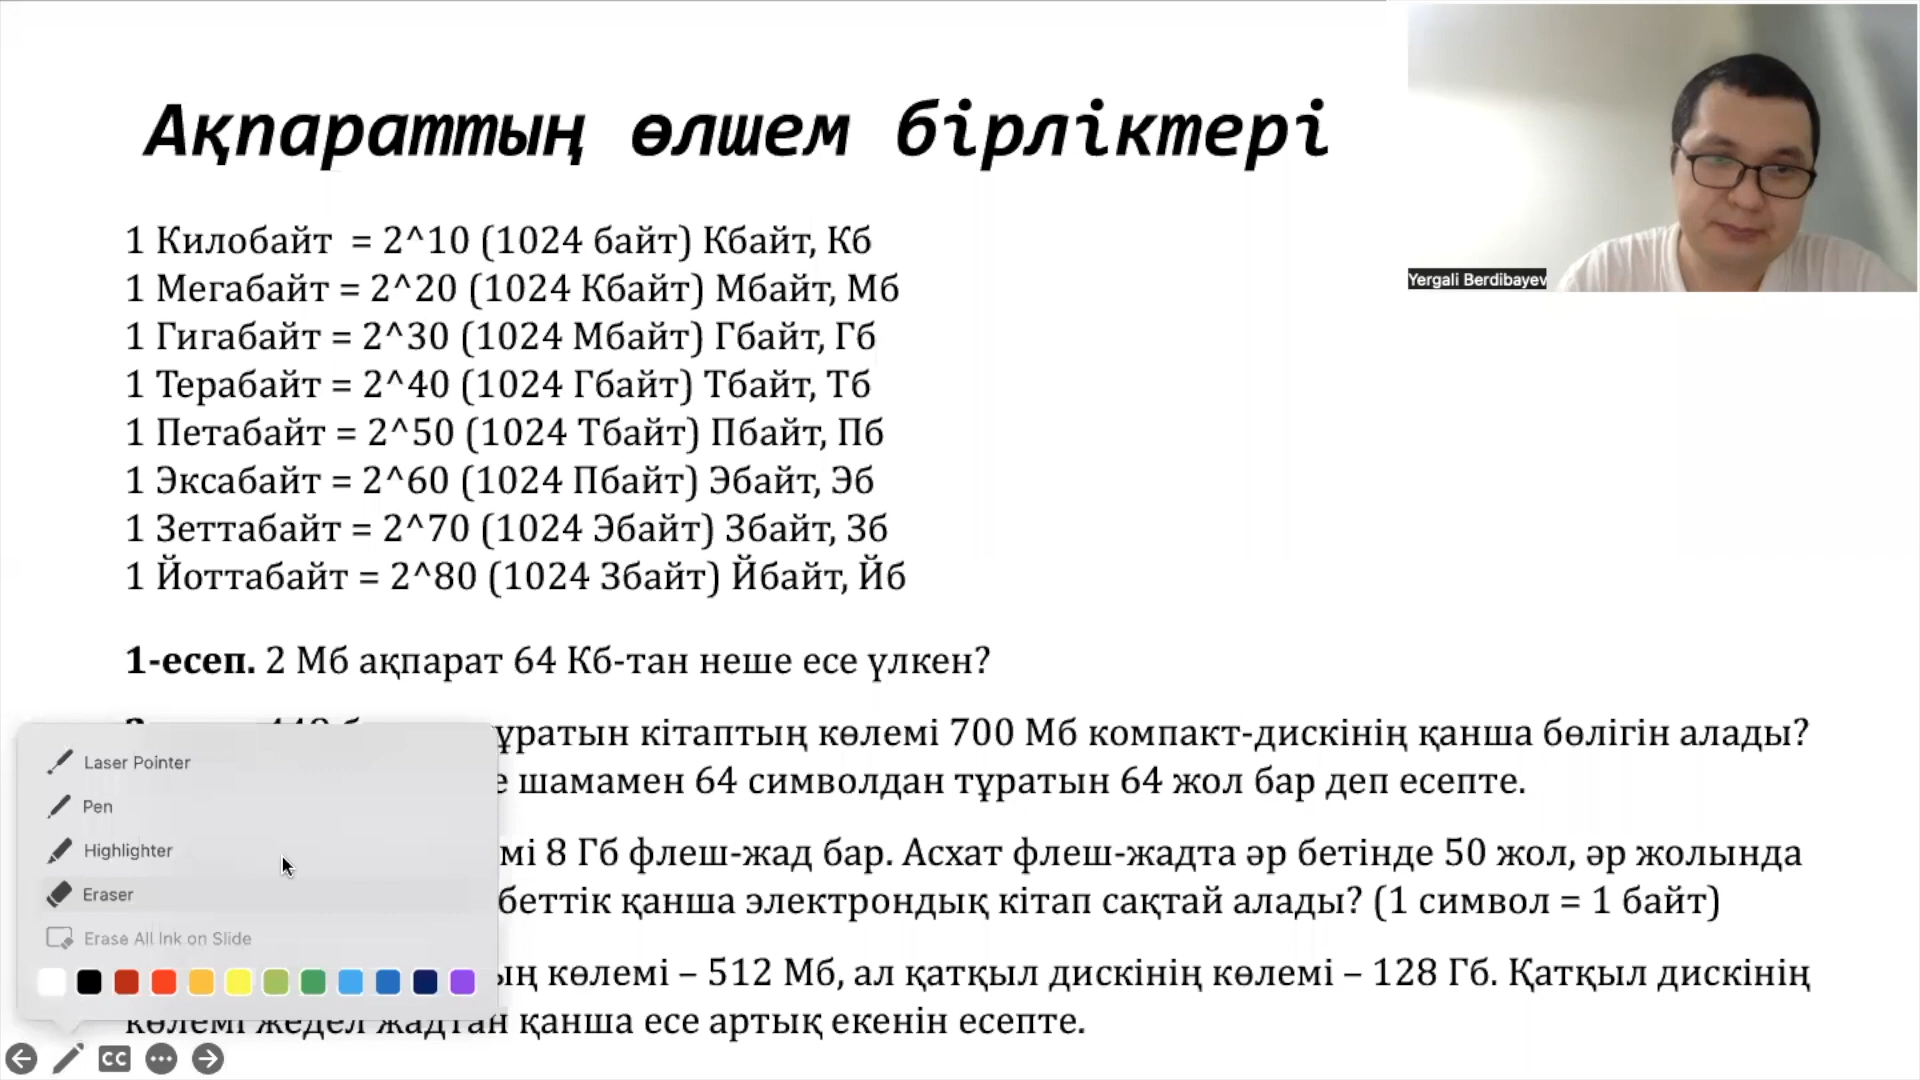 Ақпараттың өлшем бірліктері
Yergali Berdibayev
1 Килобайт = 2^10 (1024 байт) Кбайт, Кб
1 Мегабайт = 2^20 (1024 Кбайт) Мбайт, Мб
1 Гигабайт = 2^30 (1024 Мбайт) Гбайт, Гб
1 Терабайт = 2^40 (1024 Гбайт) Тбайт, Тб
1 Петабайт = 2^50 (1024 Тбайт) Пбайт, Пб
1 Эксабайт = 2^60 (1024 Пбайт) Эбайт, Эб
1 Зеттабайт = 2^70 (1024 Эбайт) Збайт, Зб
1 Йоттабайт = 2^80 (1024 Збайт) Йбайт, Йб
1-есеп. 2 Мб ақпарат 64 Кб-тан неше есе үлкен?
ұратын кітаптың көлемі 700 Мб компакт-дискінің қанша бөлігін алады?
е шамамен 64 символдан тұратын 64 жол бар деп есепте.
мі 8 Гб флеш-жад бар. Асхат флеш-жадта әр бетінде 50 жол, әр жолында
беттік қанша электрондық кітап сақтай алады? (1 символ = 1 байт)
ың көлемі – 512 Мб, ал қатқыл дискінің көлемі – 128 Гб. Қатқыл дискінің
көлемі жедел жадтан қанша есе артық екенін есепте.
Laser Pointer
Pen
Highlighter
Eraser
Erase All Ink on Slide
CC